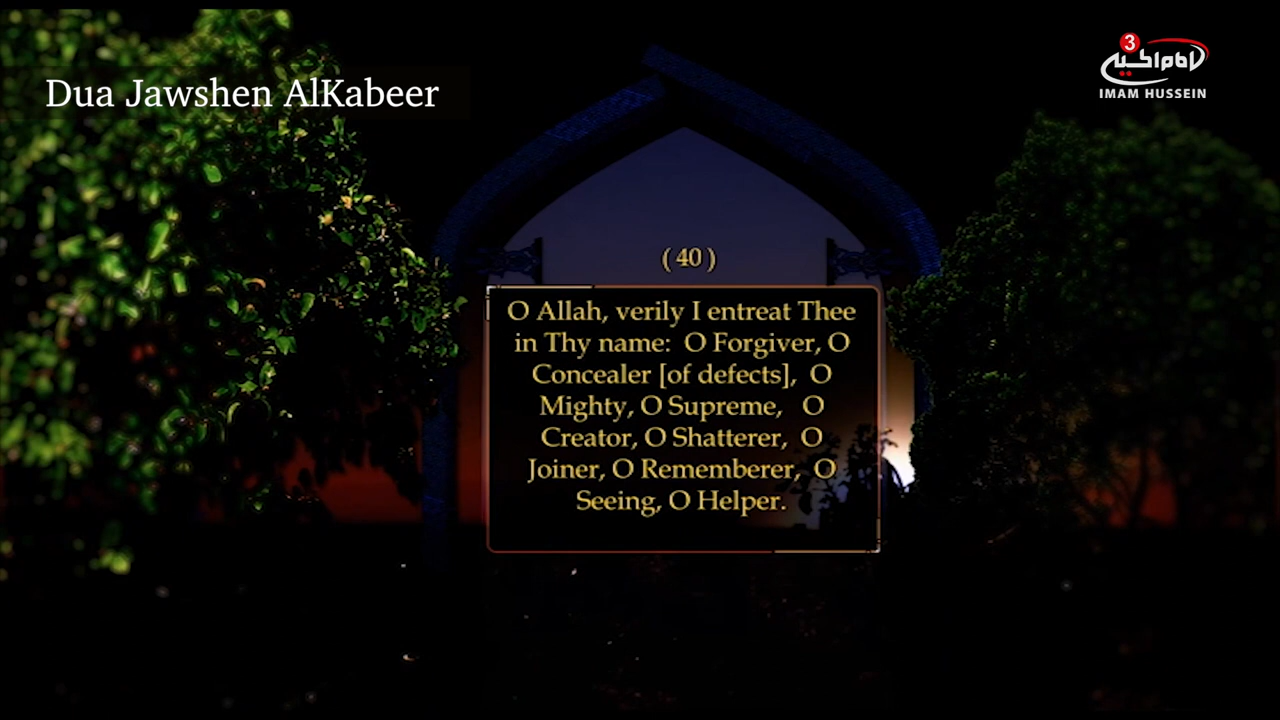 Dua Jawshen AlKabeer
3
الإمام الحسين
IMAM HUSSEIN
( 40 )
O Allah, verily I entreat Thee
in Thy name: O Forgiver, O
Concealer [of defects], O
Mighty, O Supreme, O
Creator, O Shatterer, O
Joiner, O Rememberer, O
Seeing, O Helper.